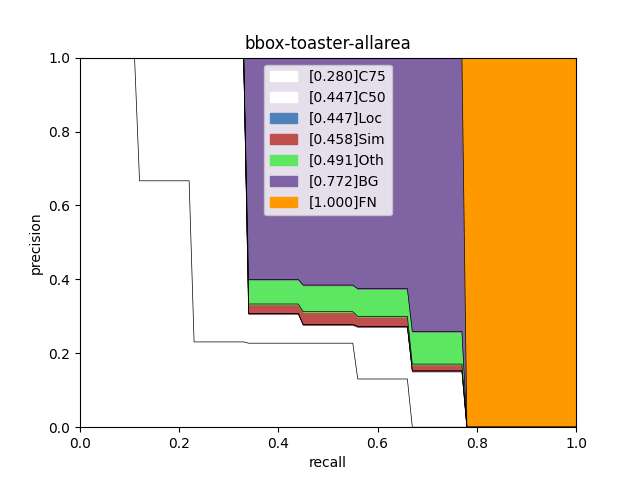 bbox-toaster-allarea
1.0
0.8
0.6
0.4
0.2
0.0
precision
[0.280]C75
[0.447]C50
[0.447]Loc
[0.458]Sim
[0.491]Oth
[0.772]BG
[1.000]FN
0.0 0.2 0.4 0.6 0.8 1.0
recall